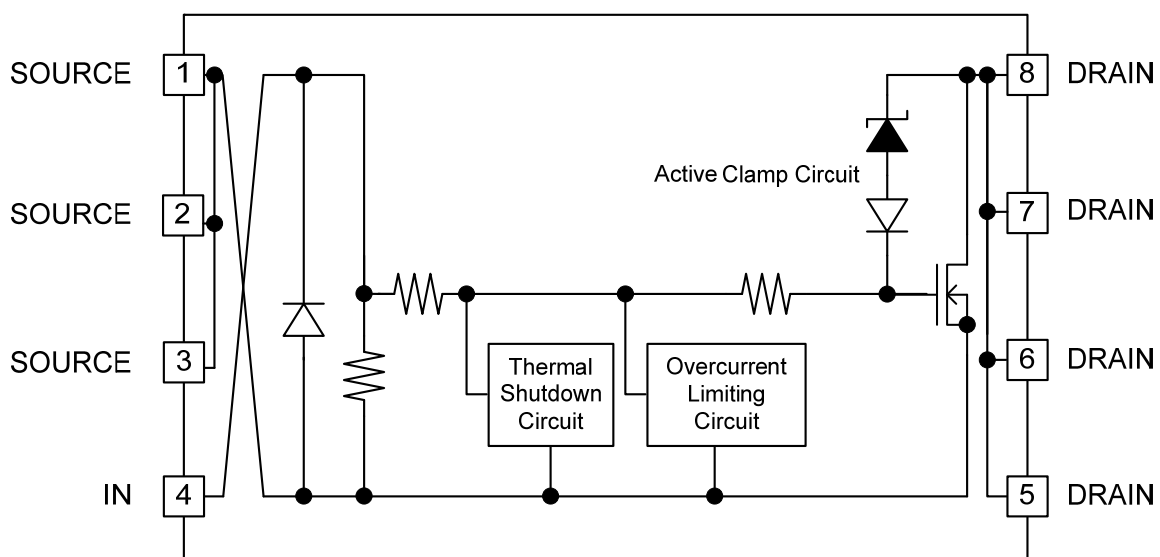 SOURCE 1 8 DRAIN
Active Clamp Circuit
SOURCE 2 7 DRAIN
SOURCE 3 6 DRAIN
Thermal
Shutdown
Circuit
Overcurrent
Limiting
Circuit
IN 4 5 DRAIN